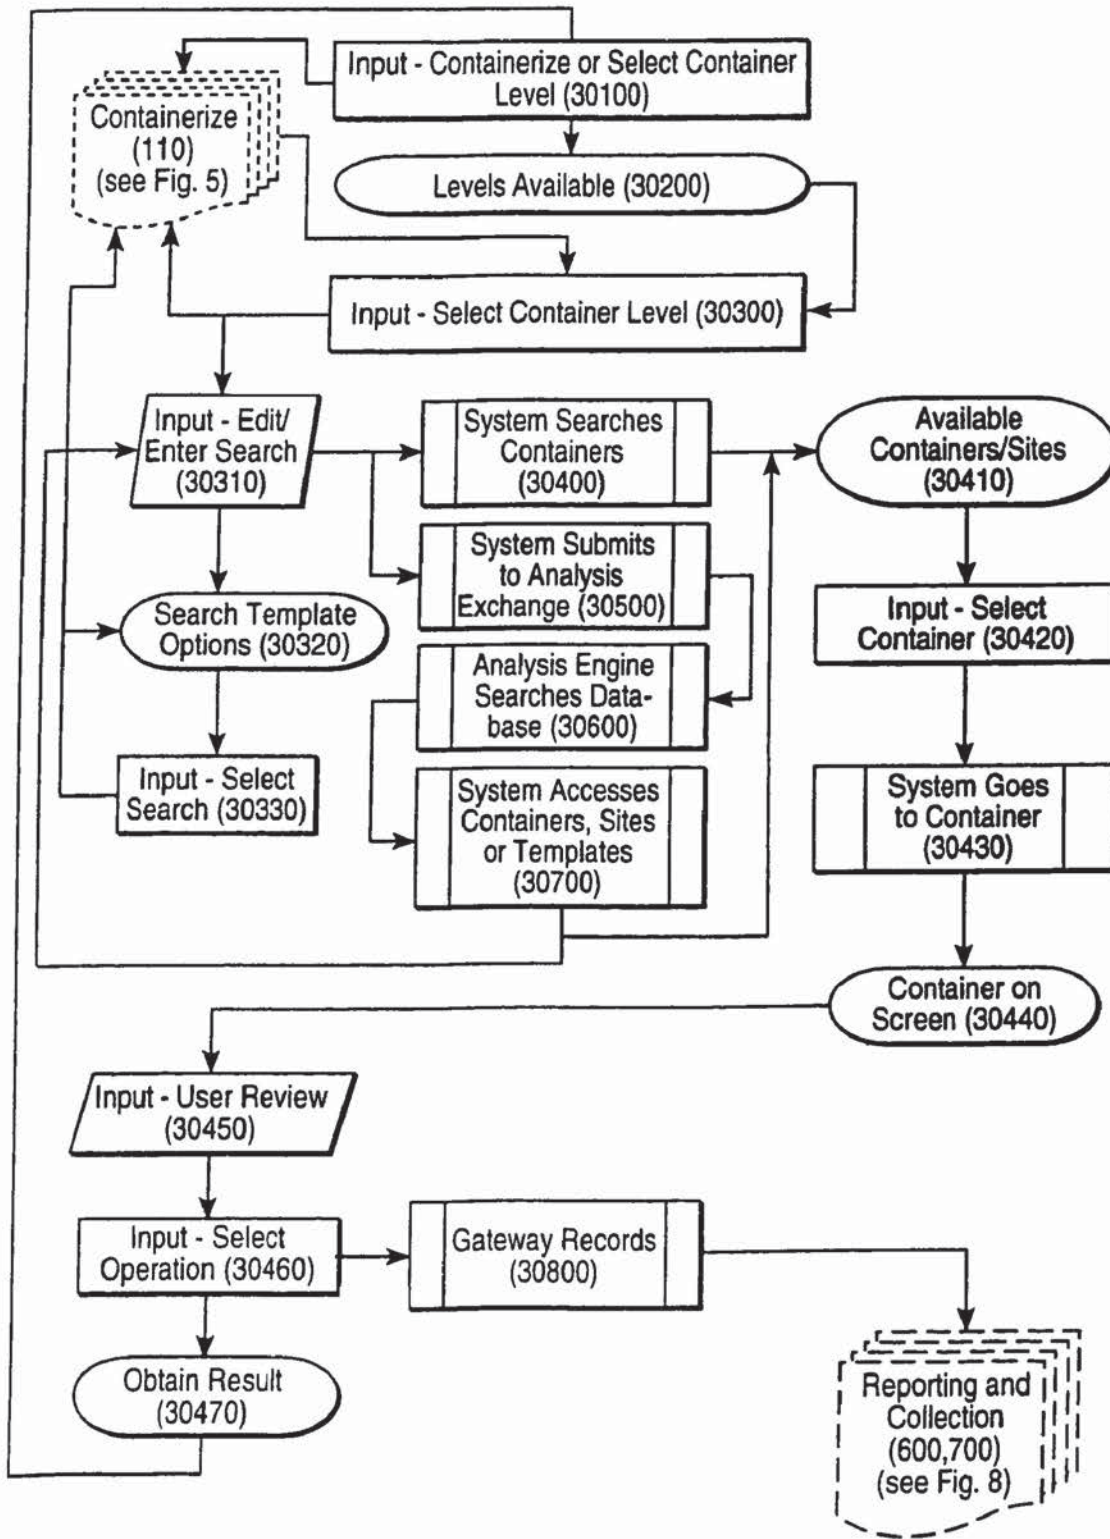 Input - Containerize or Select Container
Level (30100)
Containerize
(110)
(see Fig. 5)
Levels Available (30200)
Input - Select Container Level (30300)
Input - Edit/
Enter Search
(30310)
System Searches
Containers
(30400)
Available
Containers/Sites
(30410)
System Submits
to Analysis
Exchange (30500)
Search Template
Options (30320)
Input - Select
Container (30420)
Analysis Engine
Searches Data-
base (30600)
Input - Select
Search (30330)
System Accesses
Containers, Sites
or Templates
(30700)
System Goes
to Container
(30430)
Container on
Screen (30440)
Input - User Review
(30450)
Input - Select
Operation (30460)
Gateway Records
(30800)
Obtain Result
(30470)
Reporting and
Collection
(600,700)
(see Fig. 8)